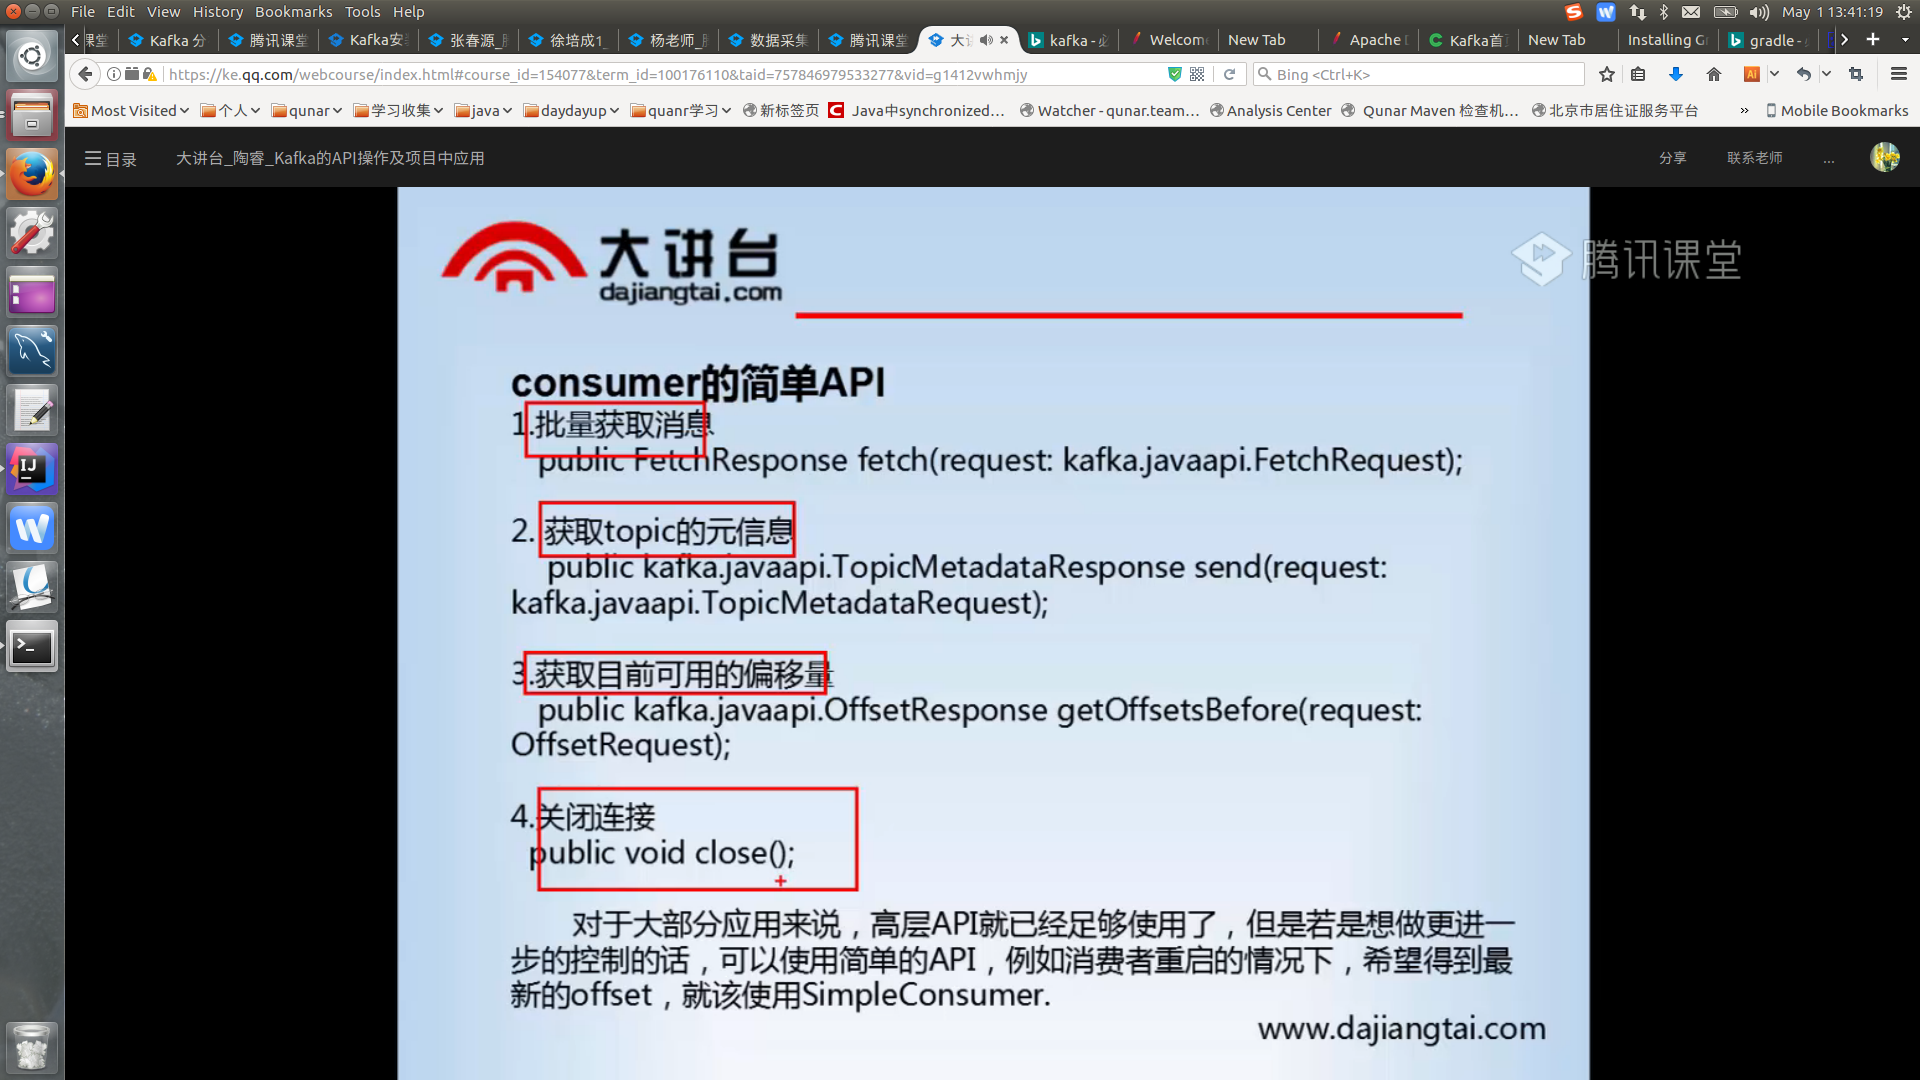 File Edit View History Bookmarks Tools Help
May 1 13:41:19
课堂
Kafka 分
腾讯课堂
Kafka安
张春源_
徐培成1_
杨老师_
数据采集
腾讯课堂
大
kafka -
Welcome
New Tab
Apache
Kafka首
New Tab
Installing Gr
gradle -
https://ke.qq.com/webcourse/index.html#course_id=154077&term_id=100176110&taid=757846979533277&vid=g1412vwhmjy
Bing <Ctrl+K>
Most Visited
个人
qunar
学习收集
java
daydayup
quanr学习
新标签页
Java中synchronized...
Watcher - qunar.team...
Analysis Center
Qunar Maven 检查机...
北京市居住证服务平台
»
Mobile Bookmarks
目录
大讲台_陶睿_Kafka的API操作及项目中应用
分享
联系老师
...
大讲台
dajiangtai.com
腾讯课堂
consumer的简单API
1.批量获取消息
public FetchResponse fetch(request: kafka.javaapi.FetchRequest);
2. 获取topic的元信息
public kafka.javaapi.TopicMetadataResponse send(request:
kafka.javaapi.TopicMetadataRequest);
3.获取目前可用的偏移量
public kafka.javaapi.OffsetResponse getOffsetsBefore(request:
OffsetRequest);
4.关闭连接
public void close();
对于大部分应用来说，高层API就已经足够使用了，但是若是想做更进一
步的控制的话，可以使用简单的API，例如消费者重启的情况下，希望得到最
新的offset，就该使用SimpleConsumer.
www.dajiangtai.com